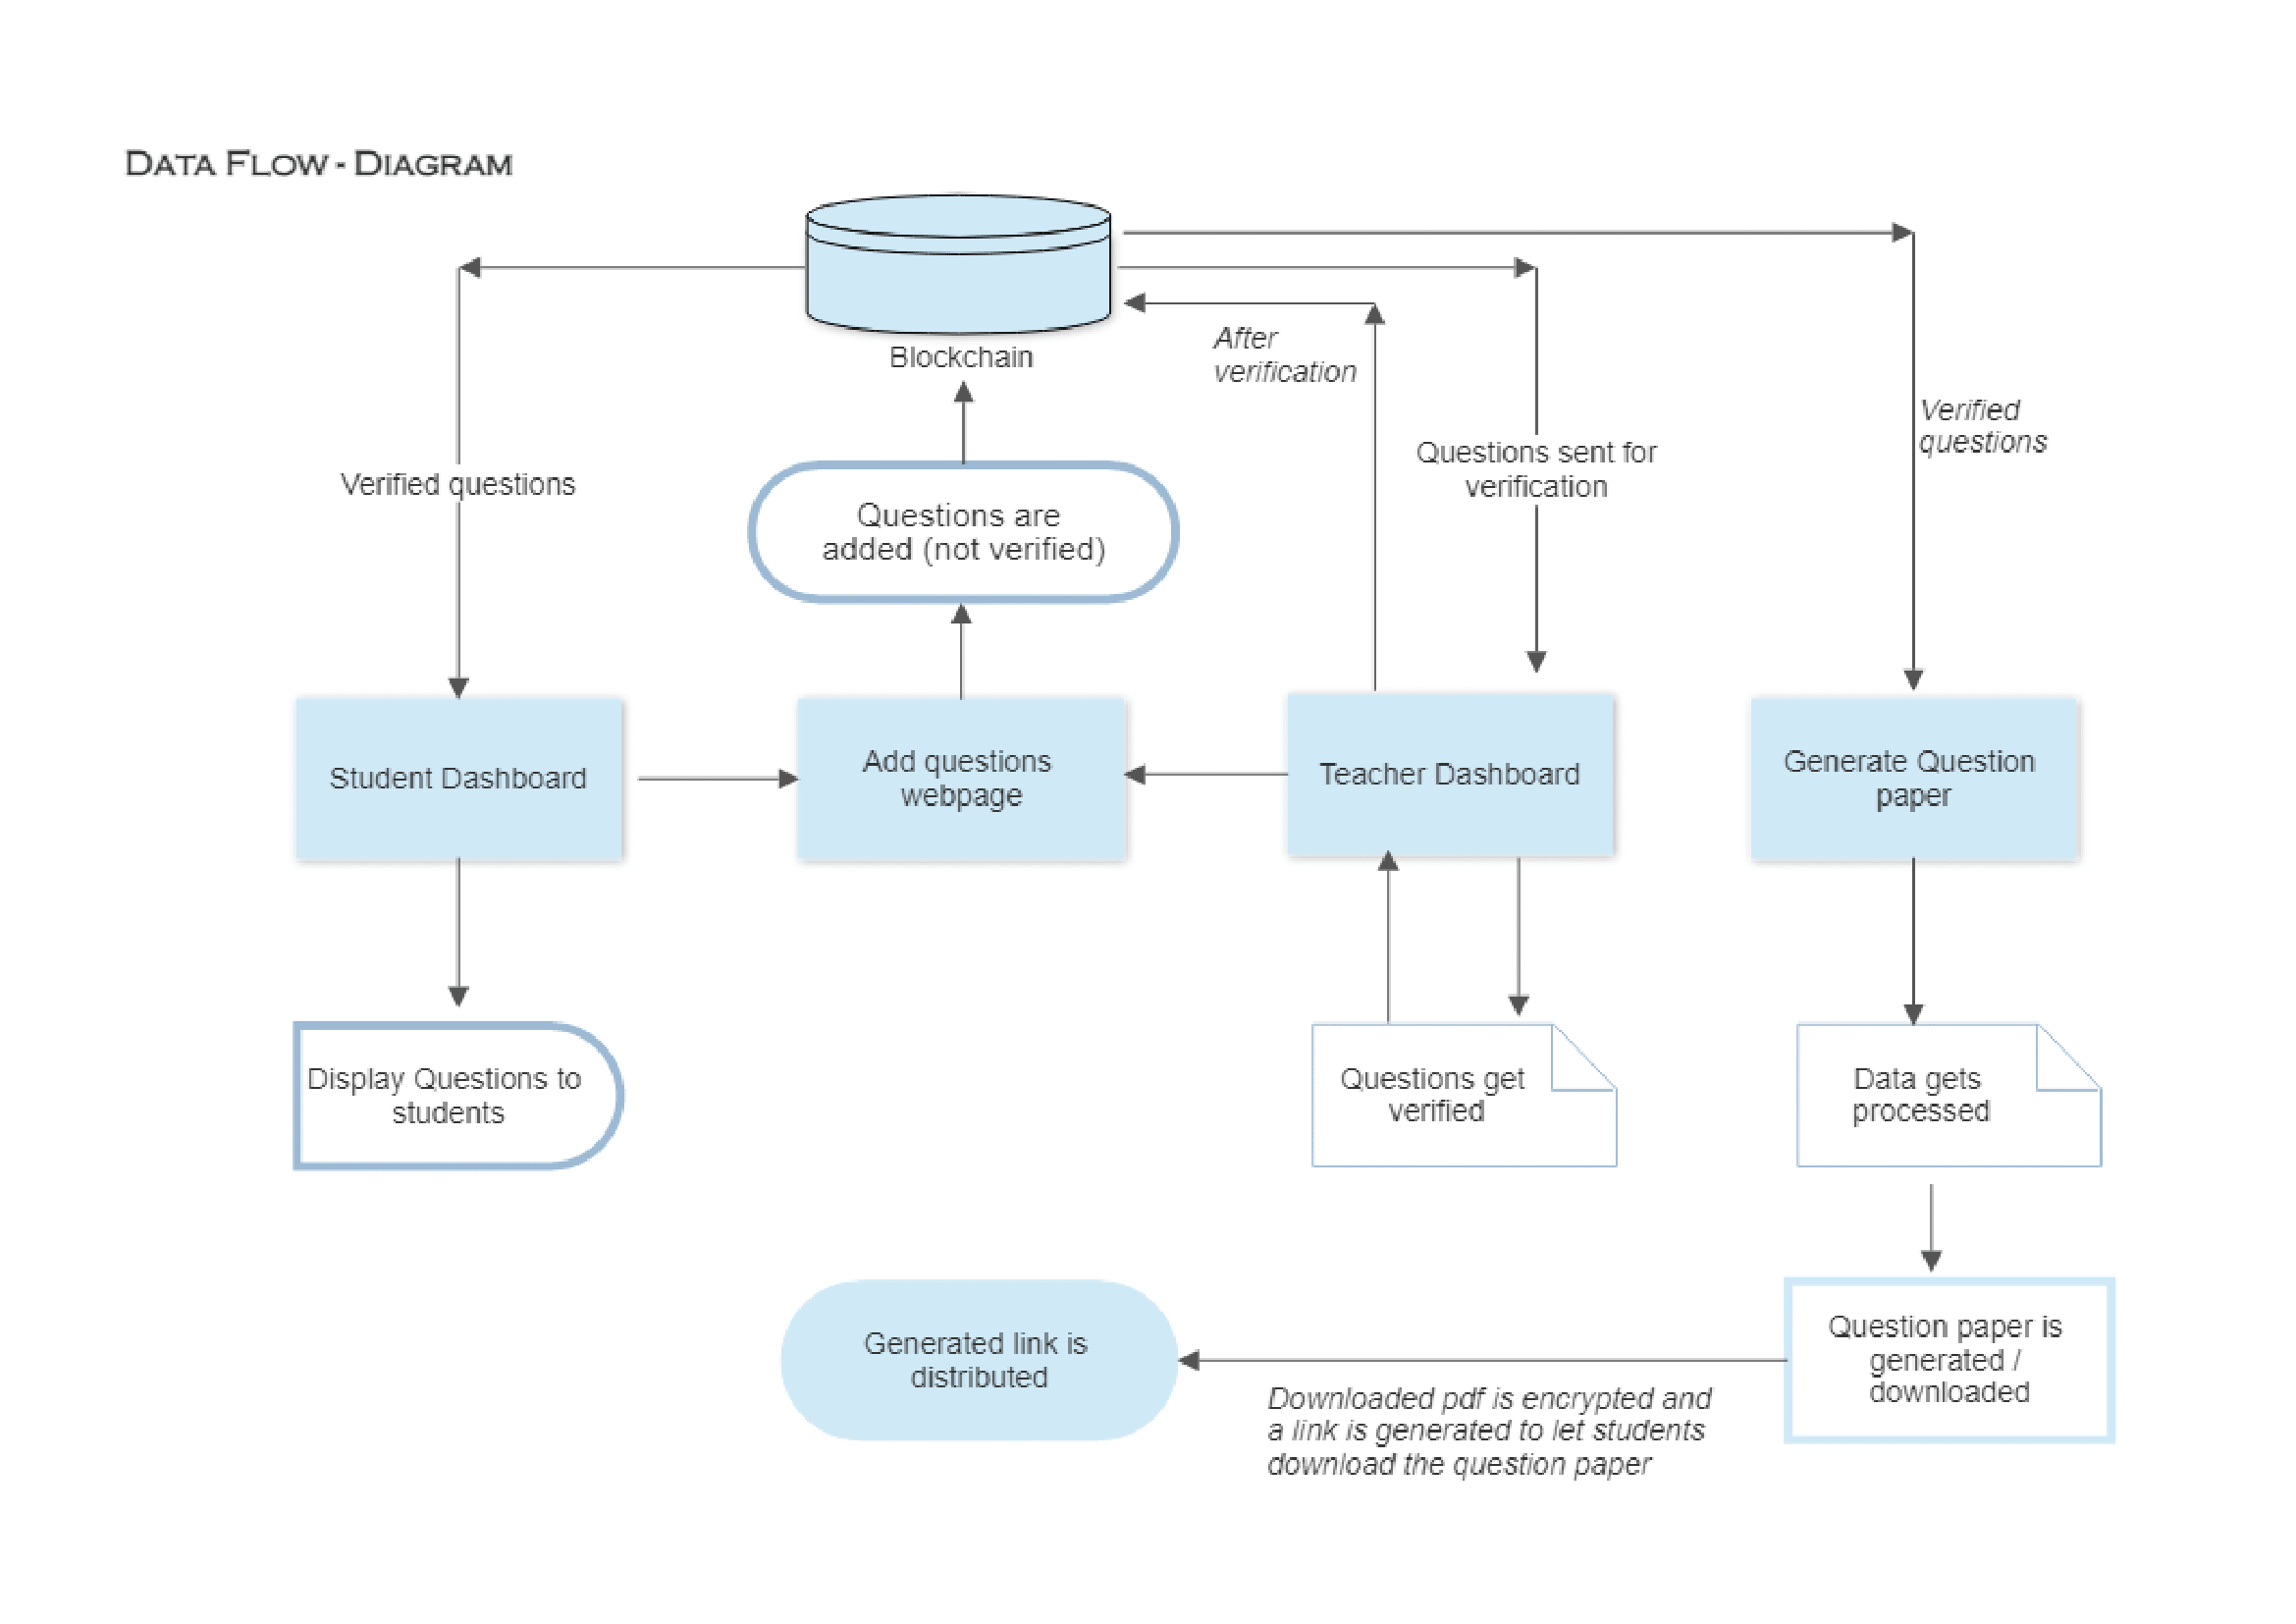 DATA FLOW - DIAGRAM
Blockchain
After
verification
Verified
questions
Questions sent for
verification
Verified questions
Questions are
added (not verified)
Student Dashboard
Add questions
webpage
Teacher Dashboard
Generate Question
paper
Display Questions to
students
Questions get
verified
Data gets
processed
Generated link is
distributed
Question paper is
generated /
downloaded
Downloaded pdf is encrypted and
a link is generated to let students
download the question paper